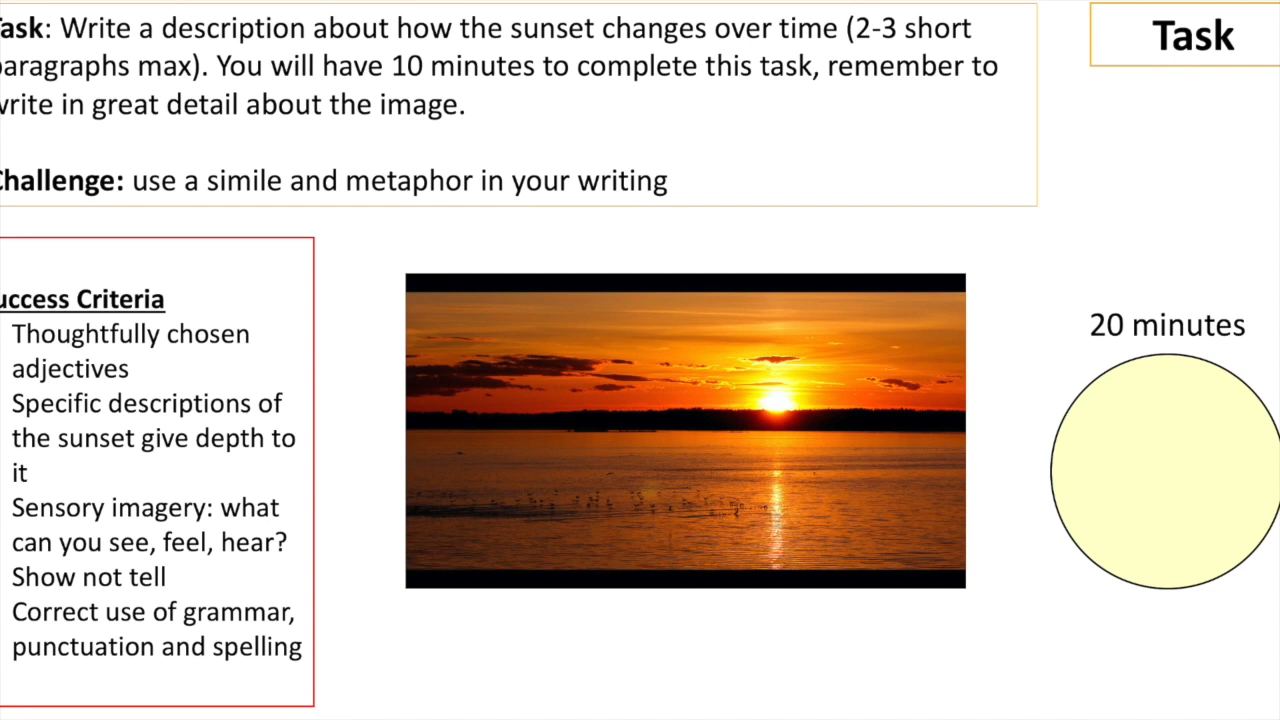 ask: Write a description about how the sunset changes over time (2-3 short
aragraphs max). You will have 10 minutes to complete this task, remember to
rite in great detail about the image.
hallenge: use a simile and metaphor in your writing
Task
uccess Criteria
Thoughtfully chosen
adjectives
Specific descriptions of
the sunset give depth to
it
Sensory imagery: what
can you see, feel, hear?
Show not tell
Correct use of grammar,
punctuation and spelling
20 minutes